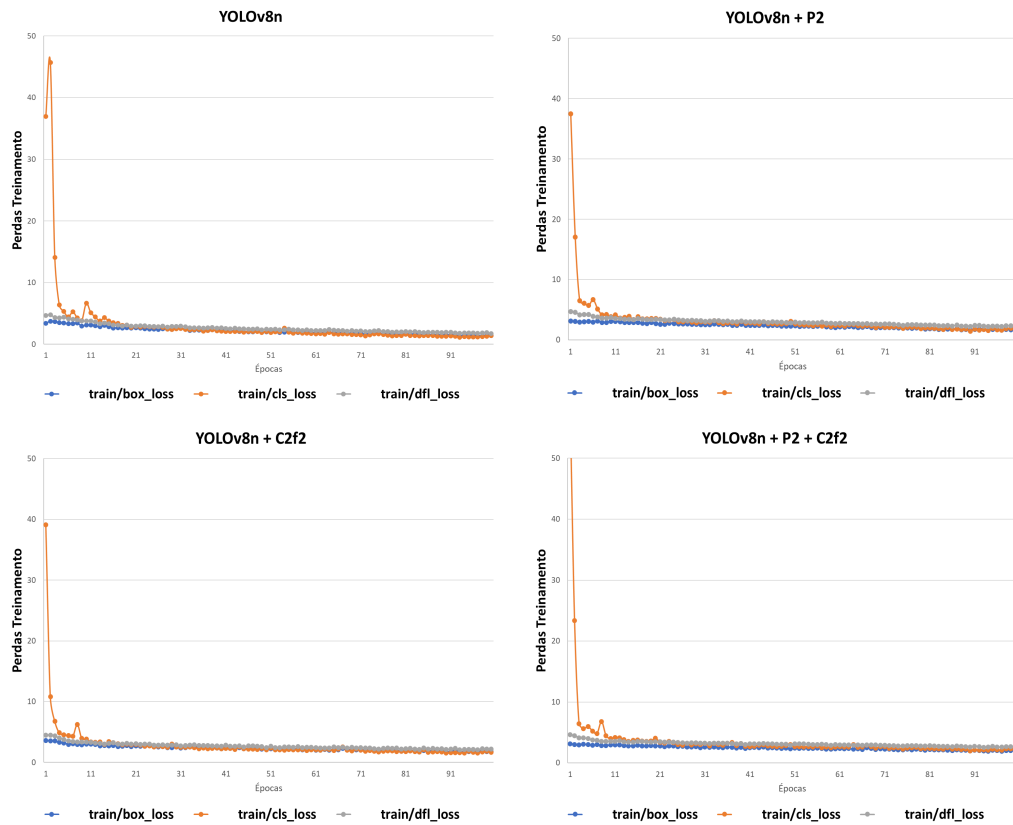 YOLOv8n
50
40
30
20
10
0
Perdas Treinamento
1 11 21 31 41 51 61 71 81 91
Épocas
train/box_loss train/cls_loss train/dfl_loss
YOLOv8n + P2
50
40
30
20
10
0
Perdas Treinamento
1 11 21 31 41 51 61 71 81 91
Épocas
train/box_loss train/cls_loss train/dfl_loss
YOLOv8n + C2f2
50
40
30
20
10
0
Perdas Treinamento
1 11 21 31 41 51 61 71 81 91
Épocas
train/box_loss train/cls_loss train/dfl_loss
YOLOv8n + P2 + C2f2
50
40
30
20
10
0
Perdas Treinamento
1 11 21 31 41 51 61 71 81 91
Épocas
train/box_loss train/cls_loss train/dfl_loss